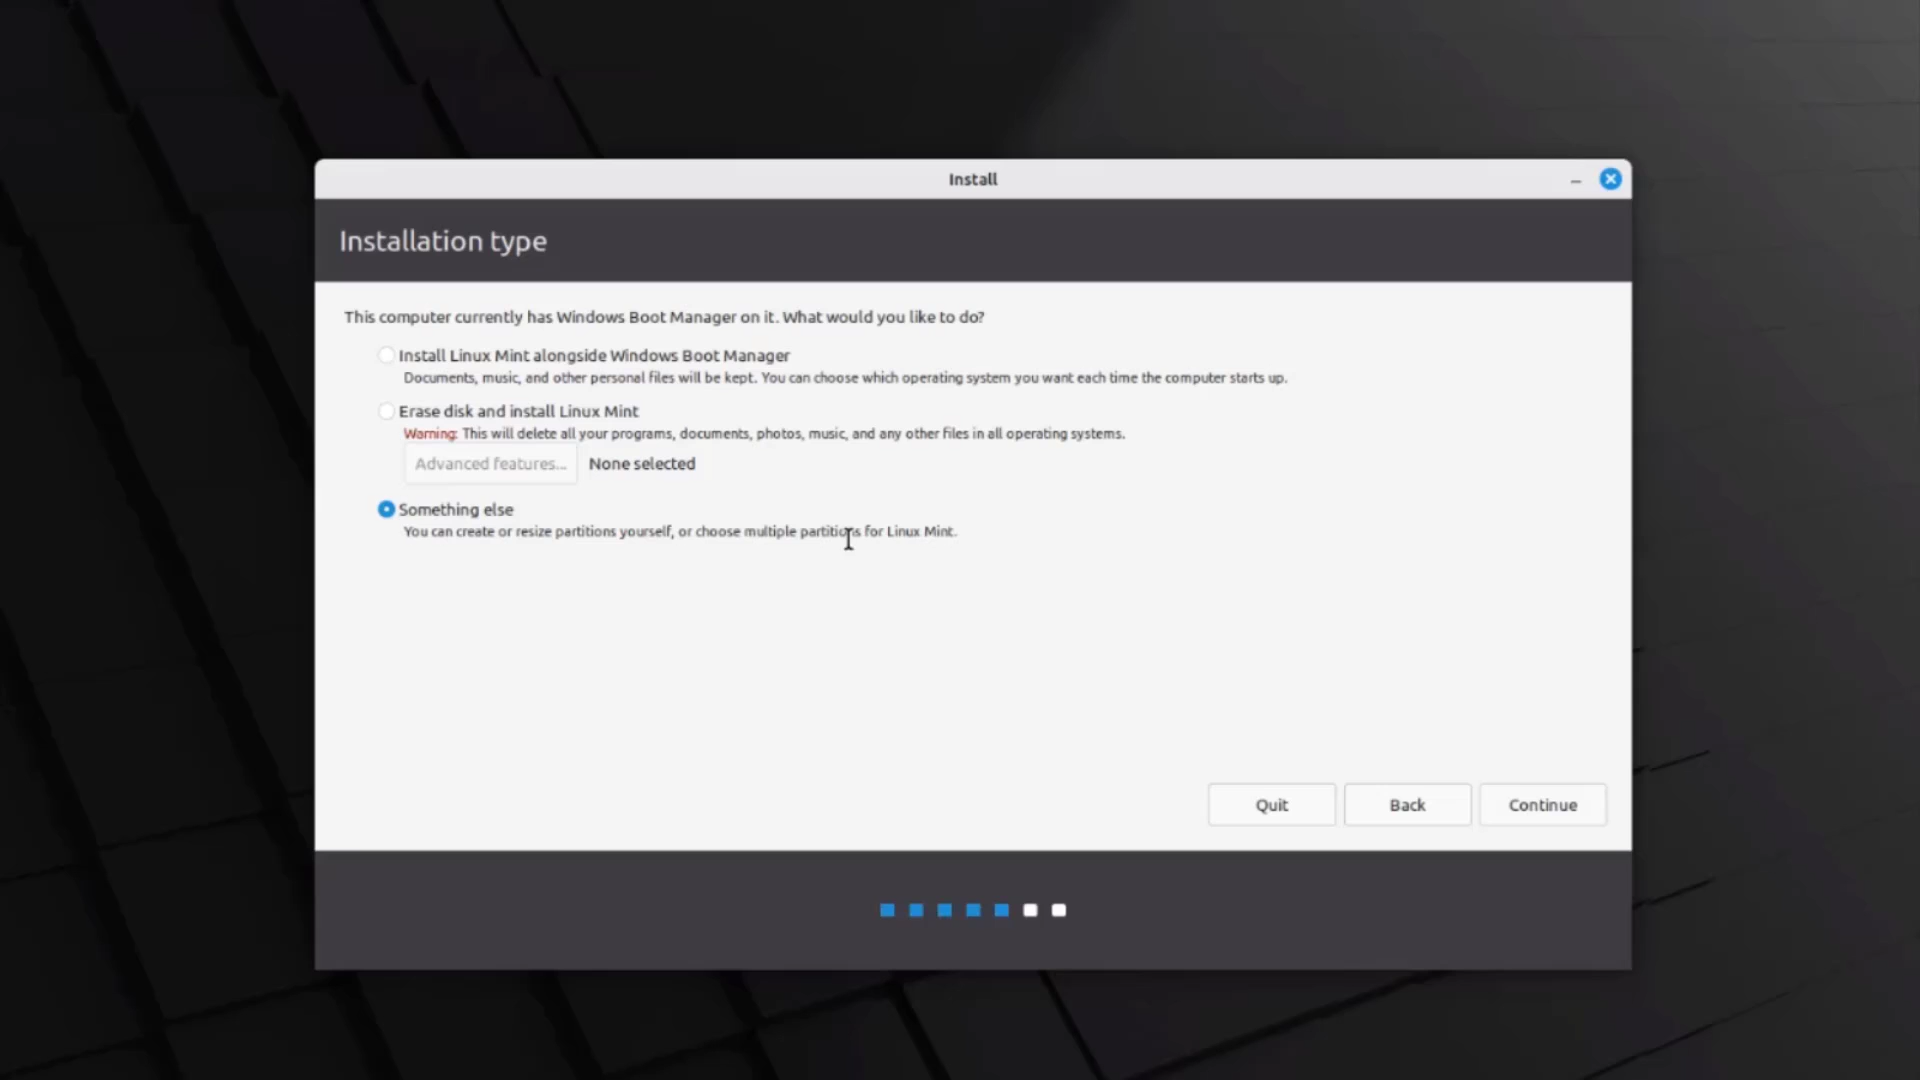 Install
Installation type
This computer currently has Windows Boot Manager on it. What would you like to do?
Install Linux Mint alongside Windows Boot Manager
Documents, music, and other personal files will be kept. You can choose which operating system you want each time the computer starts up.
Erase disk and install Linux Mint
Warning: This will delete all your programs, documents, photos, music, and any other files in all operating systems.
Advanced features... None selected
Something else
You can create or resize partitions yourself, or choose multiple partitions for Linux Mint.
Quit Back Continue